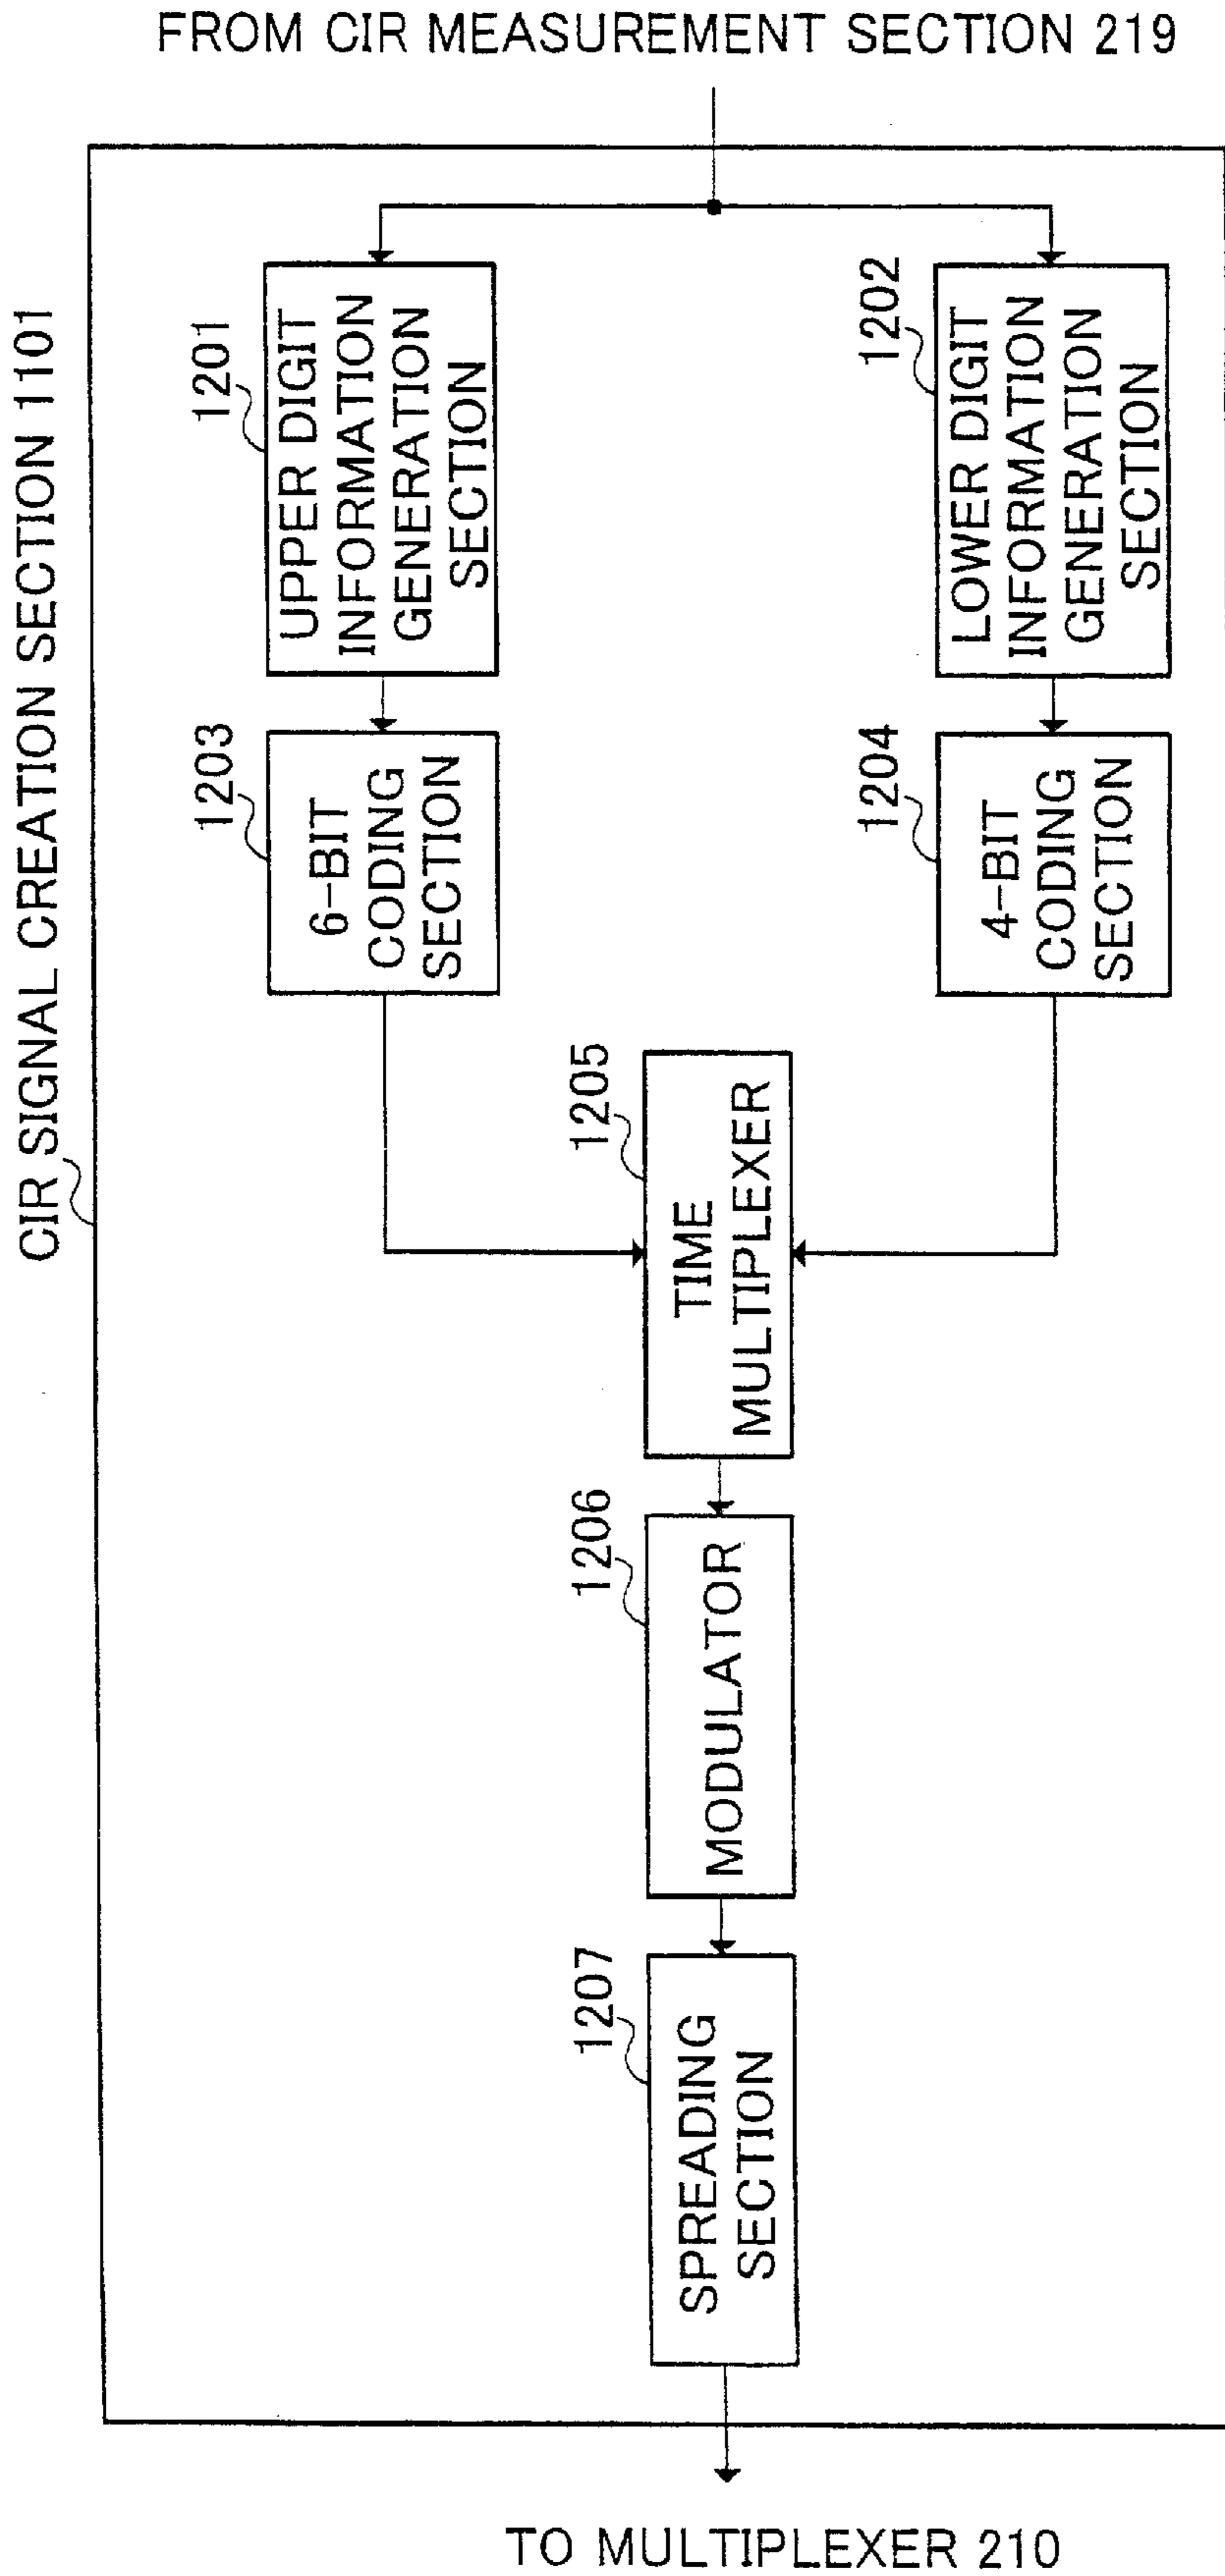 FROM CIR MEASUREMENT SECTION 219
CIR SIGNAL CREATION SECTION 1101
1201
UPPER DIGIT
INFORMATION
GENERATION
SECTION
1202
LOWER DIGIT
INFORMATION
GENERATION
SECTION
1203
6-BIT
CODING
SECTION
1204
4-BIT
CODING
SECTION
1205
TIME
MULTIPLEXER
1206
MODULATOR
1207
SPREADING
SECTION
TO MULTIPLEXER 210